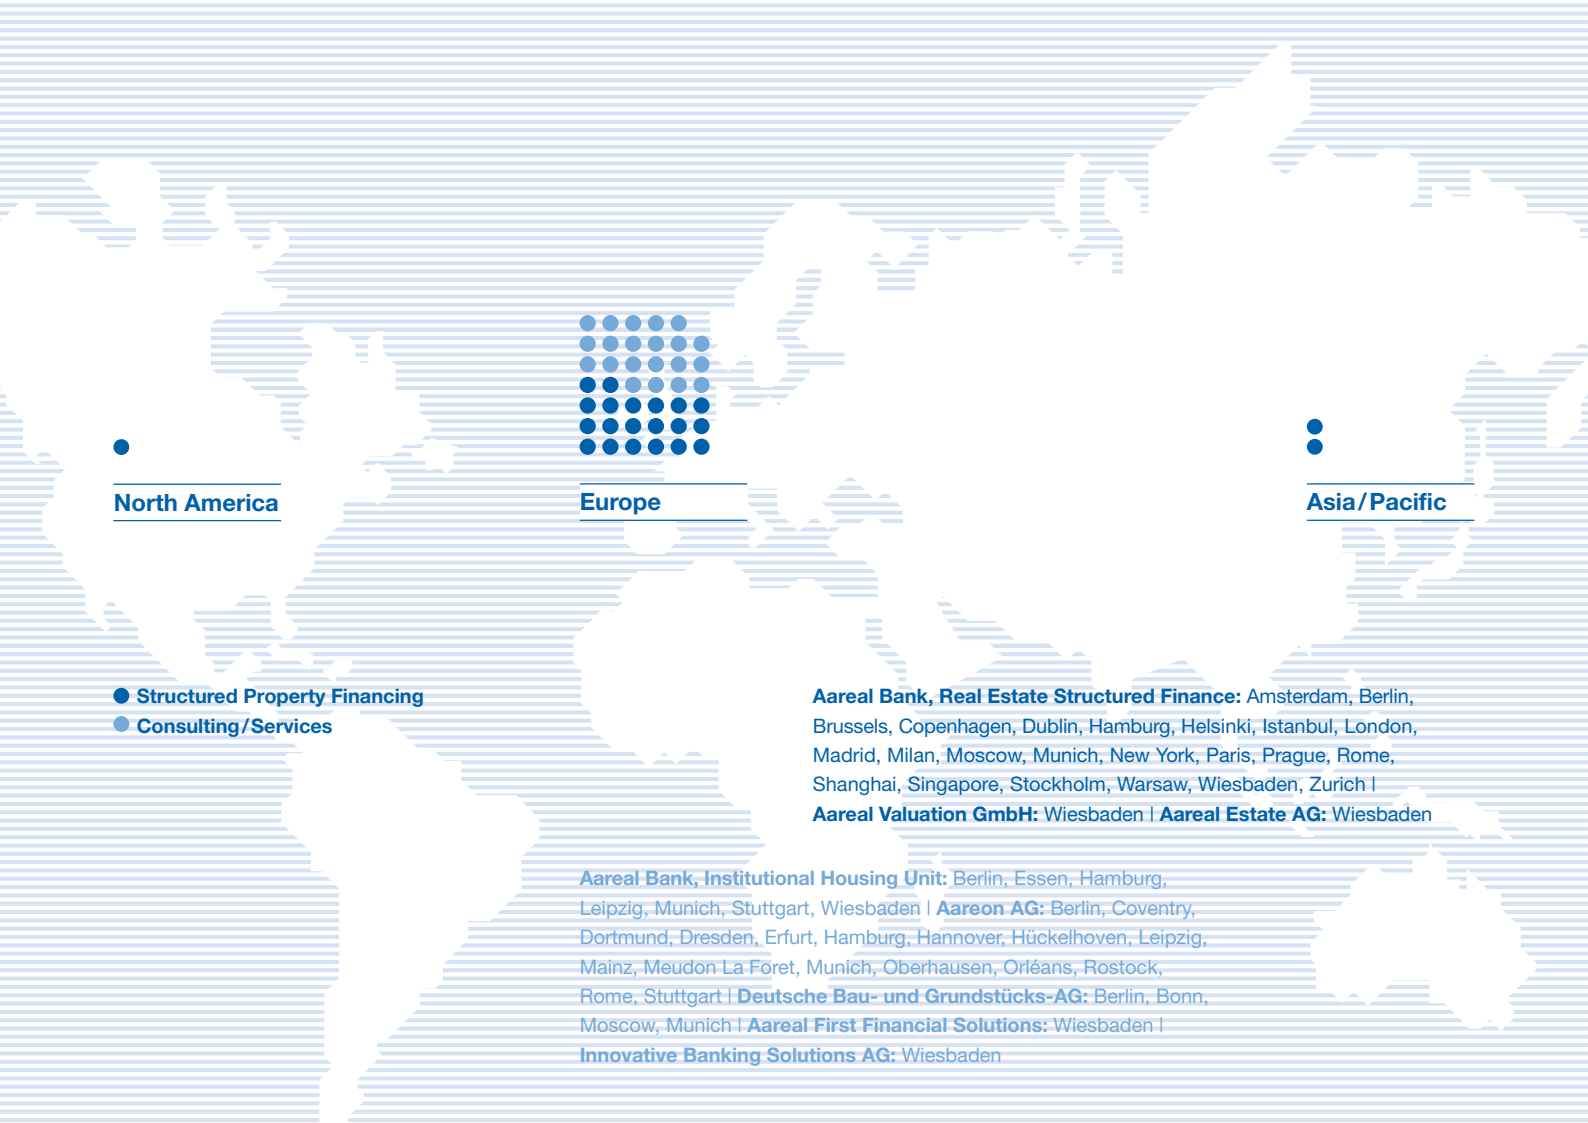 North America
Europe
Asia/Pacific
Structured Property Financing
Consulting/Services
Aareal Bank, Real Estate Structured Finance: Amsterdam, Berlin,
Brussels, Copenhagen, Dublin, Hamburg, Helsinki, Istanbul, London,
Madrid, Milan, Moscow, Munich, New York, Paris, Prague, Rome,
Shanghai, Singapore, Stockholm, Warsaw, Wiesbaden, Zurich |
Aareal Valuation GmbH: Wiesbaden | Aareal Estate AG: Wiesbaden
Aareal Bank, Institutional Housing Unit: Berlin, Essen, Hamburg,
Leipzig, Munich, Stuttgart, Wiesbaden | Aareon AG: Berlin, Coventry,
Dortmund, Dresden, Erfurt, Hamburg, Hannover, Hückelhoven, Leipzig,
Mainz, Meudon La Foret, Munich, Oberhausen, Orléans, Rostock,
Rome, Stuttgart | Deutsche Bau- und Grundstücks-AG: Berlin, Bonn,
Moscow, Munich | Aareal First Financial Solutions: Wiesbaden |
Innovative Banking Solutions AG: Wiesbaden